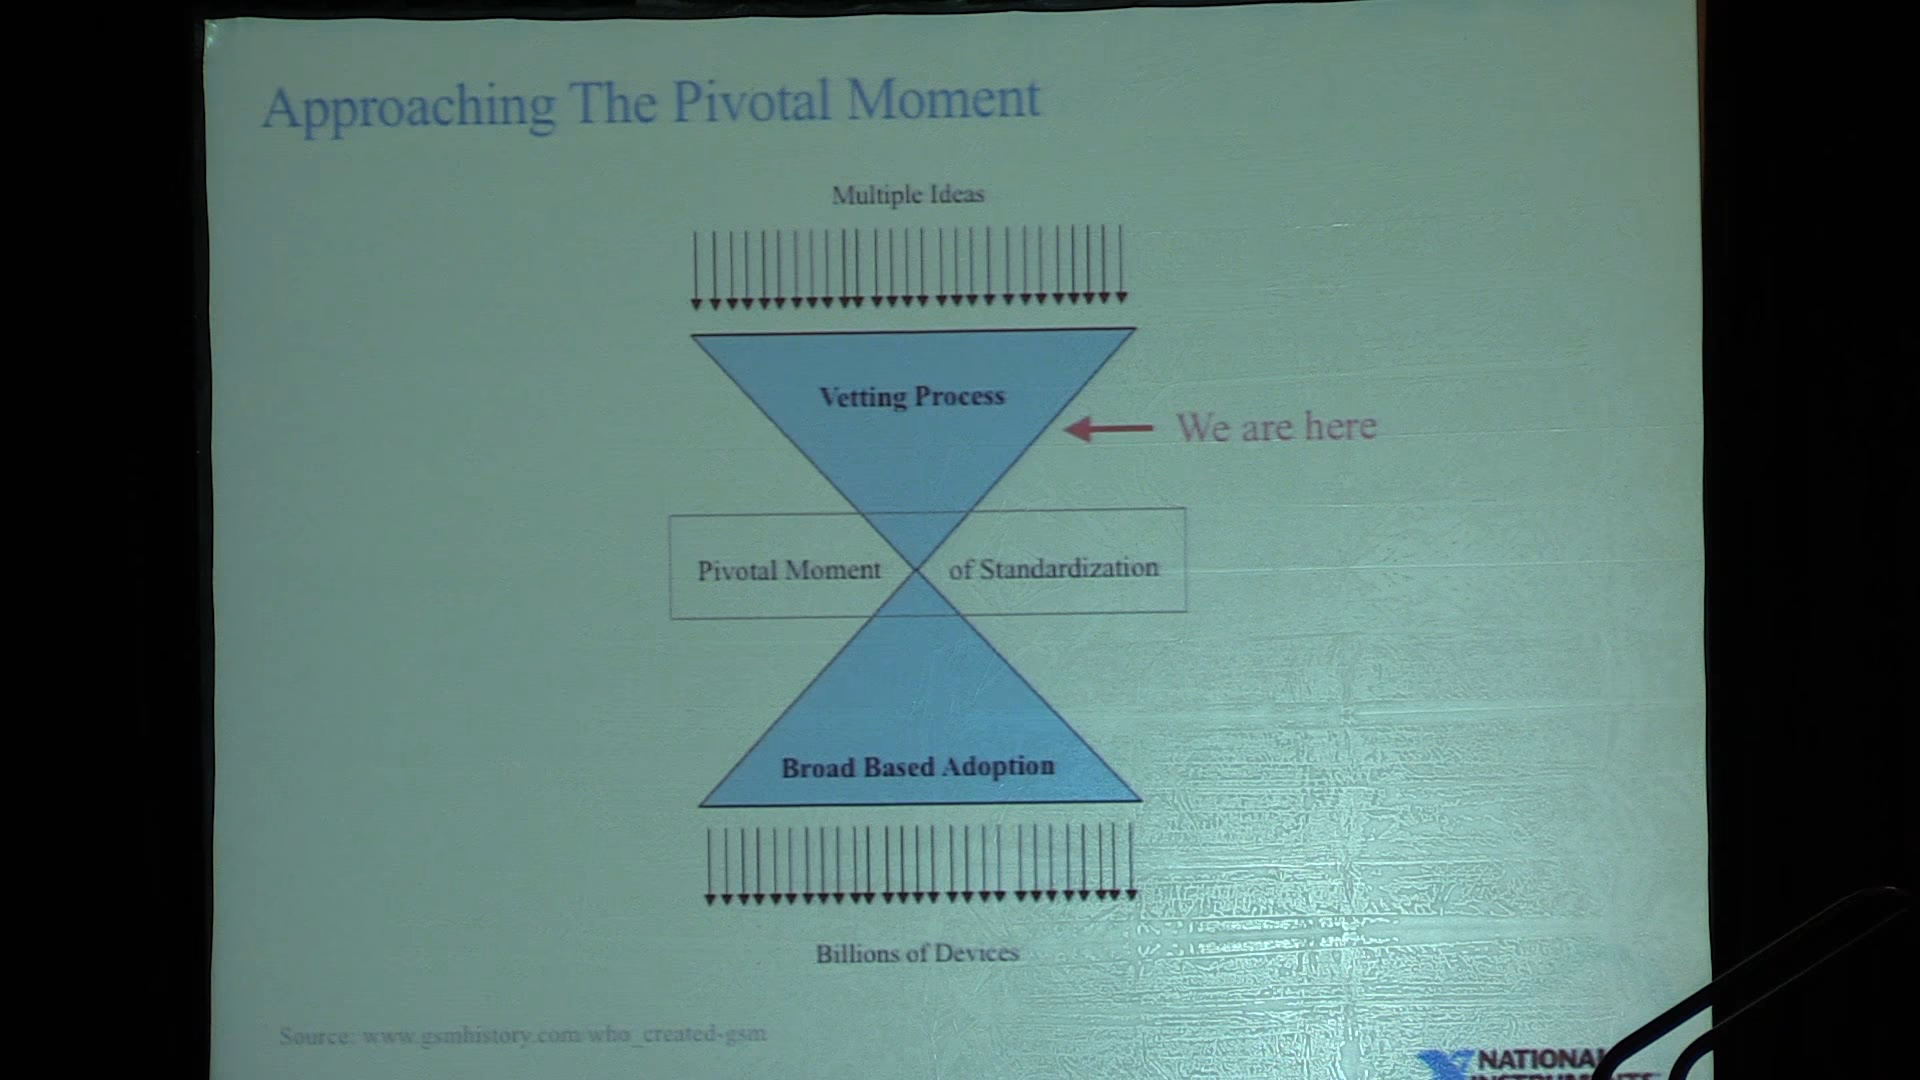 Approaching The Pivotal Moment
Multiple Ideas
Vetting Process
We are here
Pivotal Moment of Standardization
Broad Based Adoption
Billions of Devices
Source: www.gsmhistory.com/who_created-gsm
NATIONAL
INSTRUMENTS